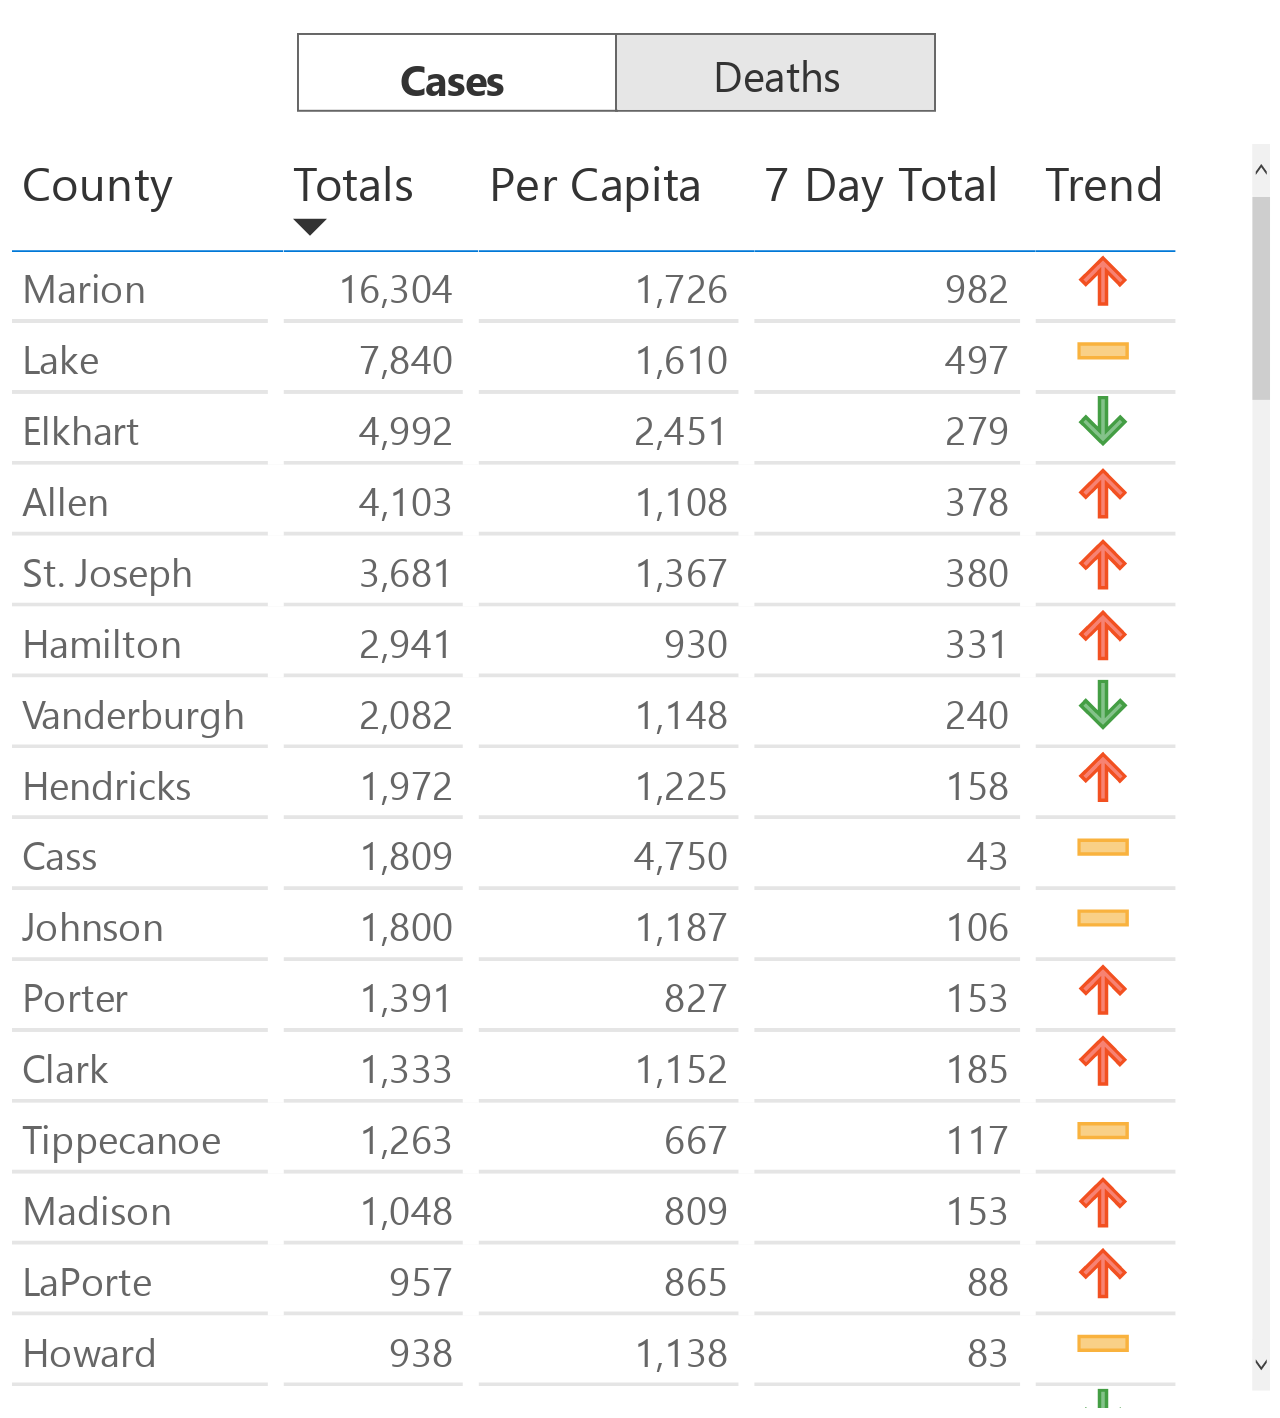 Cases Deaths
County Totals Per Capita 7 Day Total Trend
Marion 16,304 1,726 982
Lake 7,840 1,610 497
Elkhart 4,992 2,451 279
Allen 4,103 1,108 378
St. Joseph 3,681 1,367 380
Hamilton 2,941 930 331
Vanderburgh 2,082 1,148 240
Hendricks 1,972 1,225 158
Cass 1,809 4,750 43
Johnson 1,800 1,187 106
Porter 1,391 827 153
Clark 1,333 1,152 185
Tippecanoe 1,263 667 117
Madison 1,048 809 153
LaPorte 957 865 88
Howard 938 1,138 83